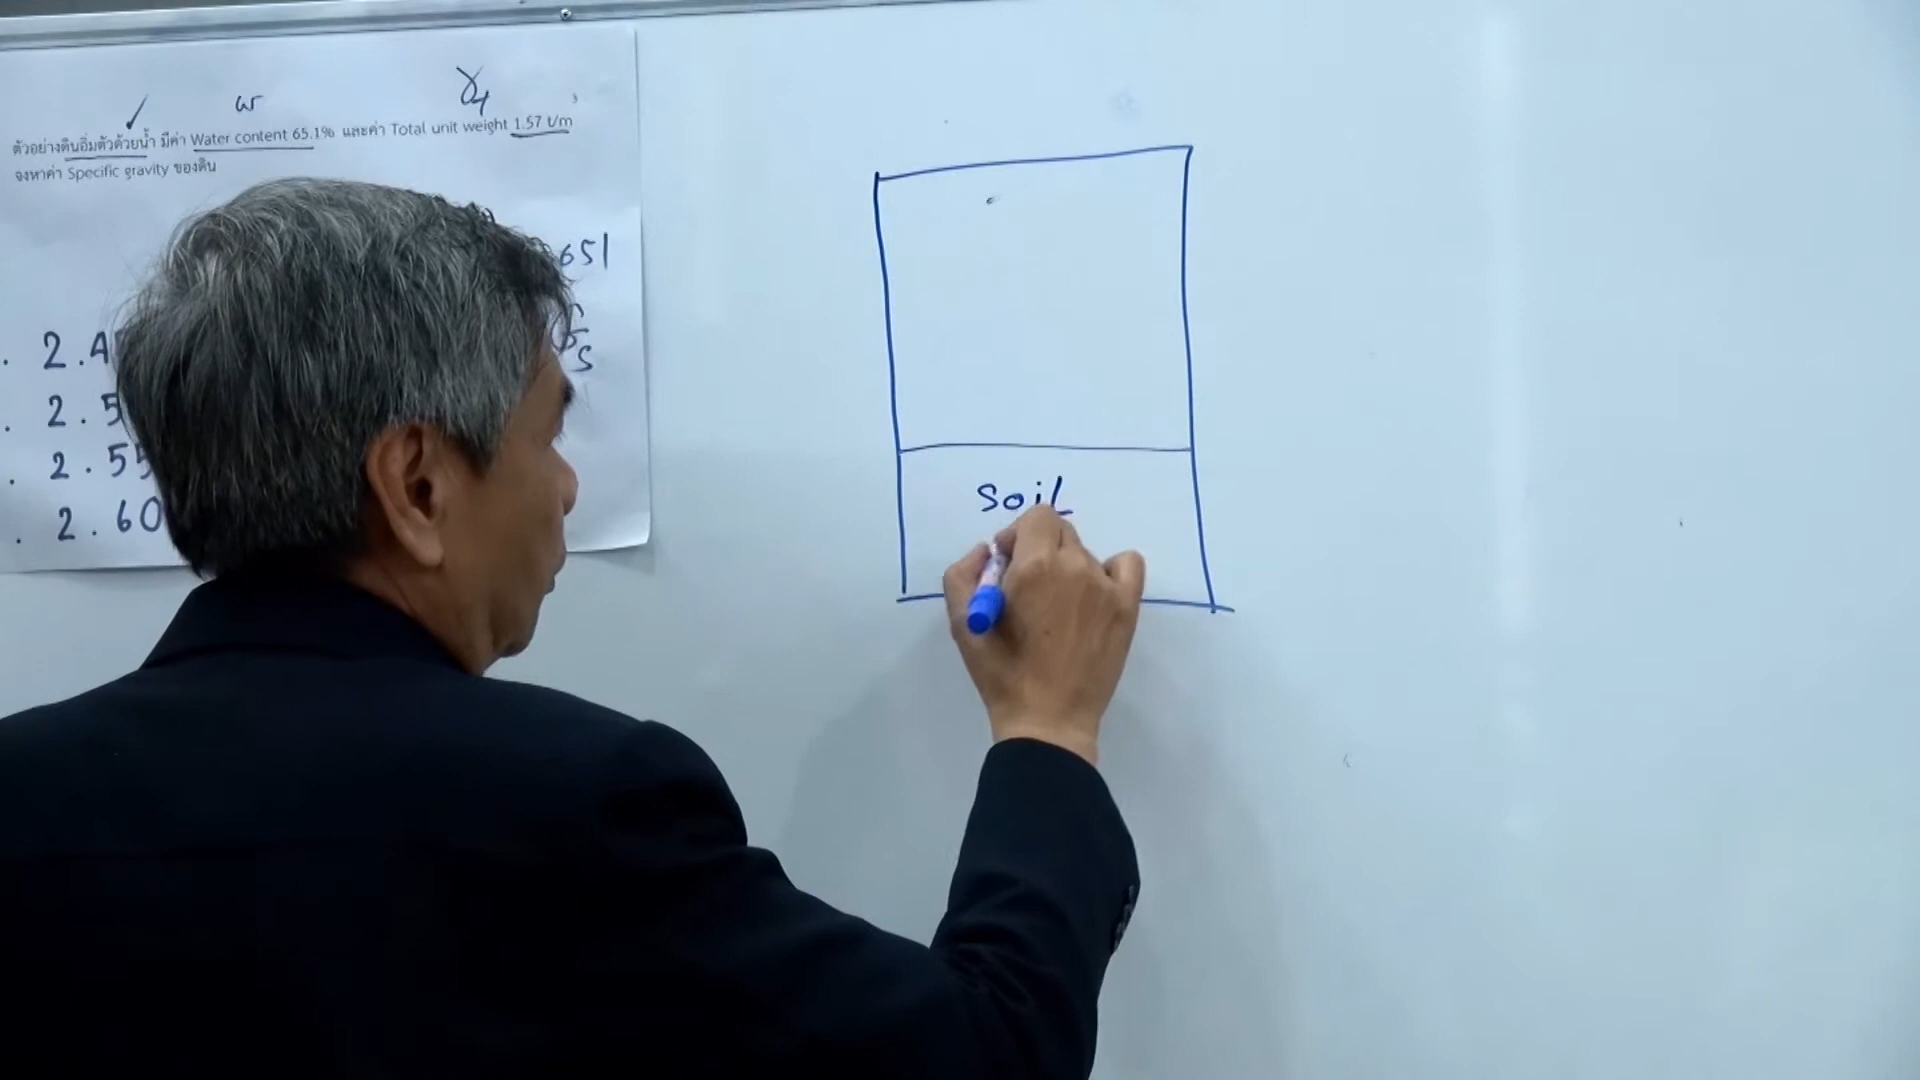 ✓ w γt
ตัวอย่างดินอิ่มตัวด้วยน้ำ มีค่า Water content 65.1% และค่า Total unit weight 1.57 t/m³
จงหาค่า Specific gravity ของดิน
651
S
2.4
2.5
2.55
2.60
soil